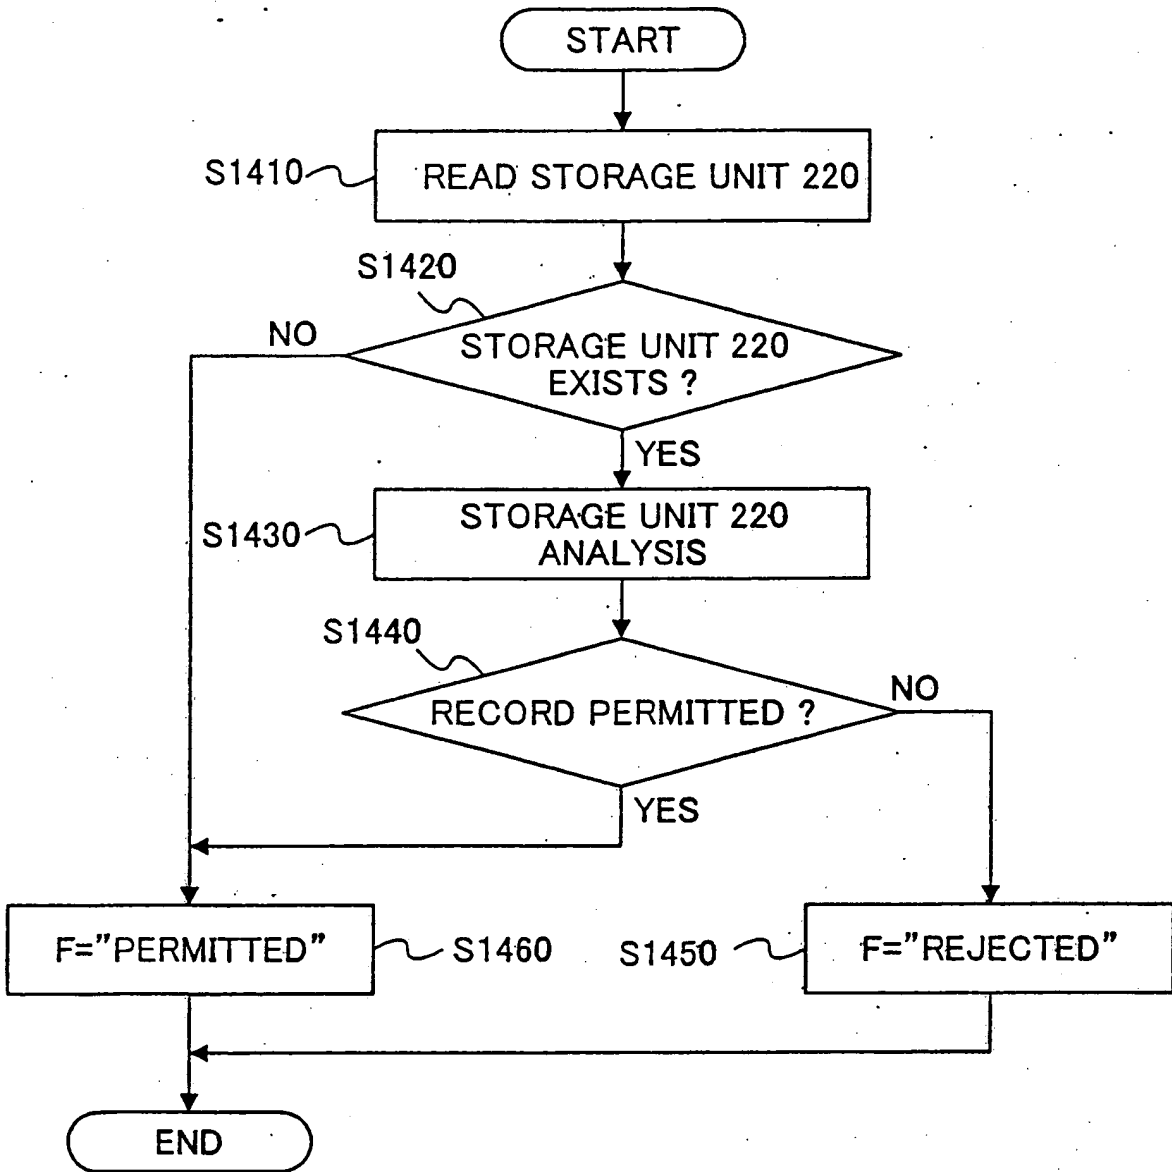 START
S1410
READ STORAGE UNIT 220
S1420
NO
STORAGE UNIT 220
EXISTS ?
YES
S1430
STORAGE UNIT 220
ANALYSIS
S1440
NO
RECORD PERMITTED ?
YES
F="PERMITTED"
S1460
S1450
F="REJECTED"
END